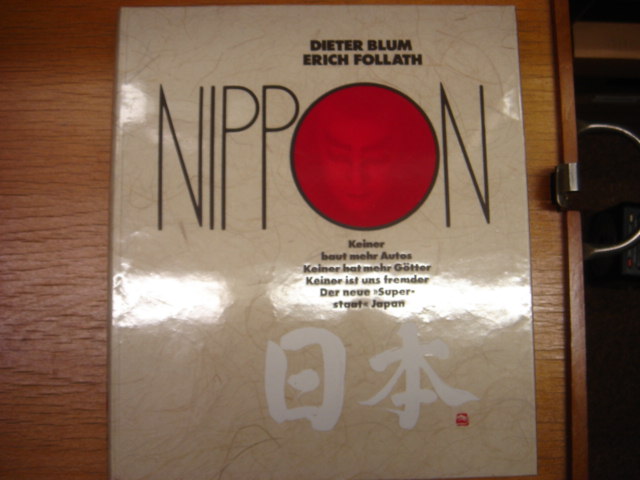 DIETER BLUM
ERICH FOLLATH
NIPPON
Keiner
baut mehr Autos
Keiner hat mehr Götter
Keiner ist uns fremder
Der neue »Super-
staat« Japan
日本